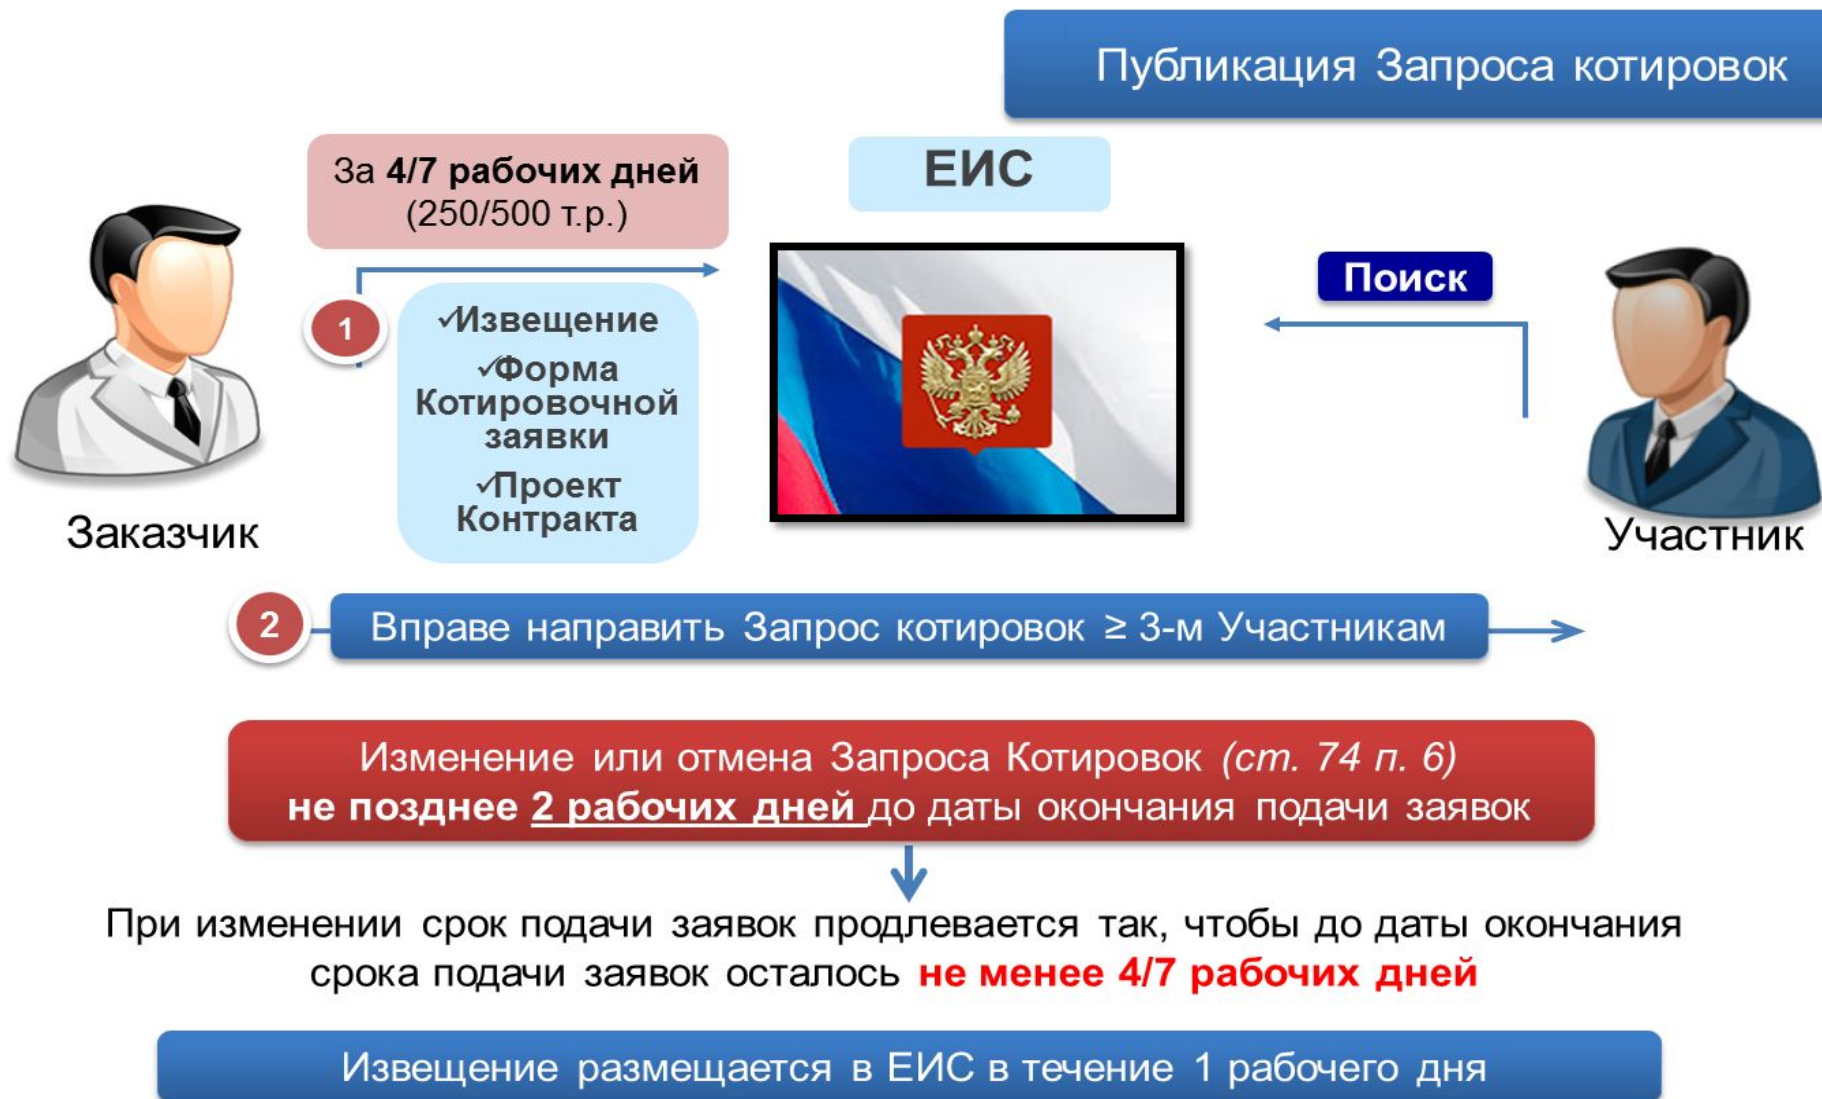 Публикация Запроса котировок
За 4/7 рабочих дней
(250/500 т.р.)
ЕИС
Поиск
1
✓Извещение
✓Форма
Котировочной
заявки
✓Проект
Контракта
Заказчик
Участник
2
Вправе направить Запрос котировок ≥ 3-м Участникам
Изменение или отмена Запроса Котировок (ст. 74 п. 6)
не позднее 2 рабочих дней до даты окончания подачи заявок
При изменении срок подачи заявок продлевается так, чтобы до даты окончания
срока подачи заявок осталось не менее 4/7 рабочих дней
Извещение размещается в ЕИС в течение 1 рабочего дня